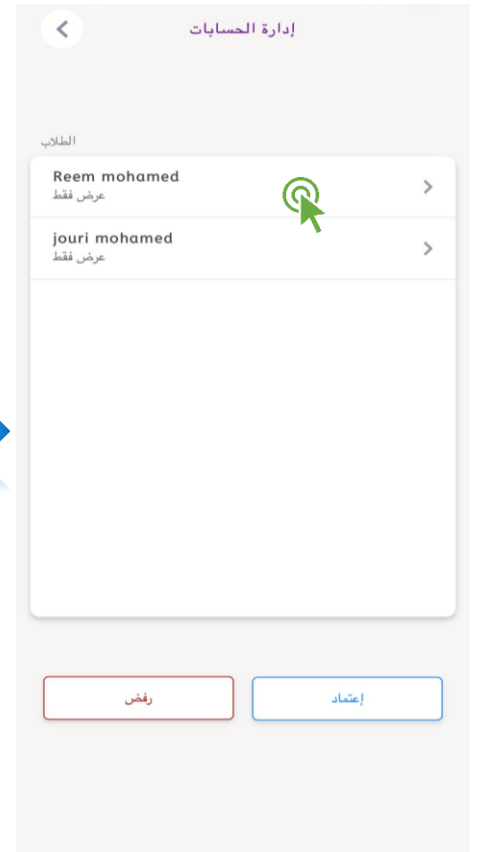 إدارة الحسابات
الطلاب
Reem mohamed
عرض فقط
jouri mohamed
عرض فقط
إعتماد
رفض